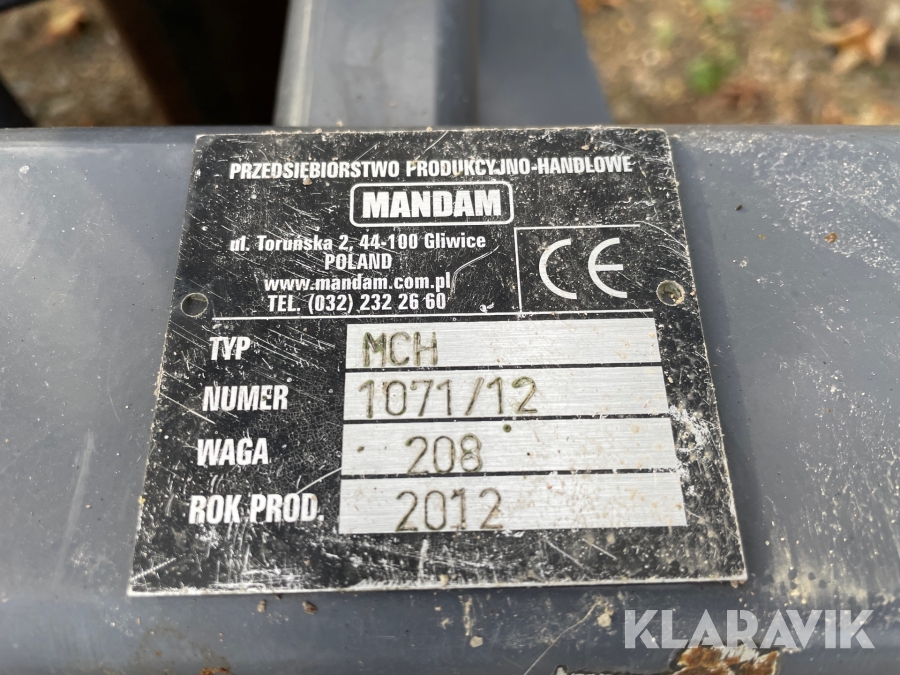 PRZEDSIĘBIORSTWO PRODUKCYJNO-HANDLOWE
MANDAM
ul. Toruńska 2, 44-100 Gliwice
POLAND
www.mandam.com.pl
TEL. (032) 232 26 60
CE
TYP MCH
NUMER 1071/12
WAGA 208
ROK PROD. 2012
KLARAVIK